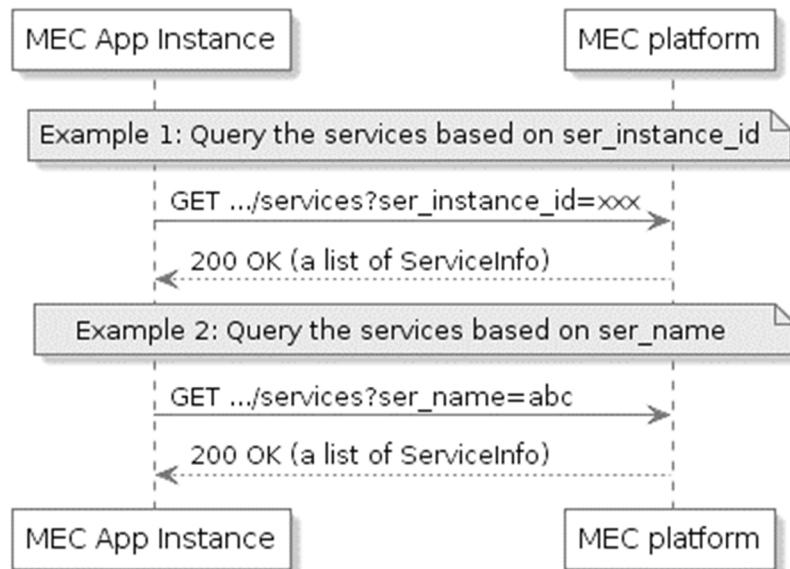 MEC App Instance
MEC platform
Example 1: Query the services based on ser_instance_id
GET .../services?ser_instance_id=xxx
200 OK (a list of ServiceInfo)
Example 2: Query the services based on ser_name
GET .../services?ser_name=abc
200 OK (a list of ServiceInfo)
MEC App Instance
MEC platform